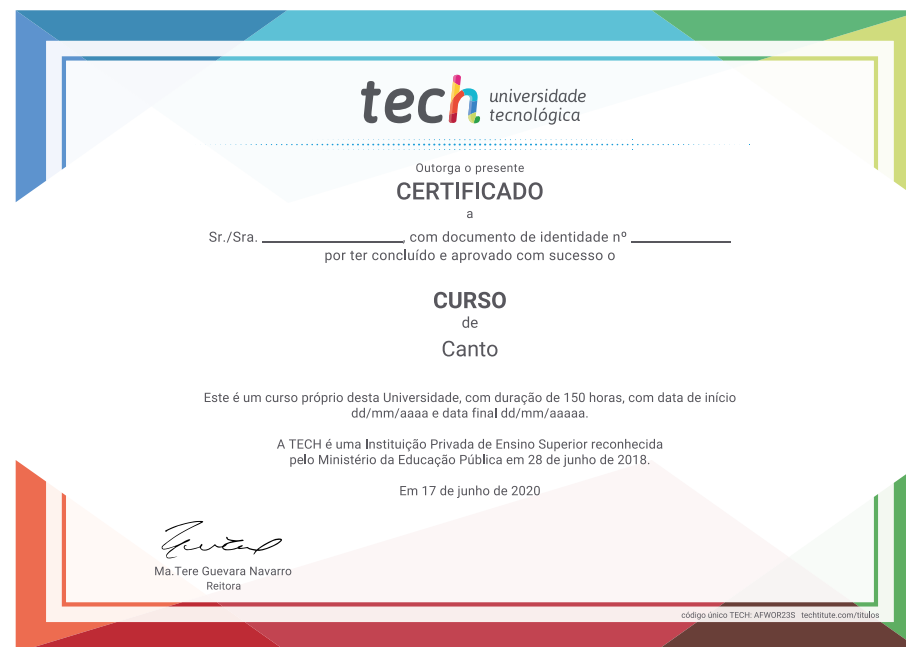 tech universidade
tecnológica
Outorga o presente
CERTIFICADO
a
Sr./Sra. ____________________, com documento de identidade nº ______________
por ter concluído e aprovado com sucesso o
CURSO
de
Canto
Este é um curso próprio desta Universidade, com duração de 150 horas, com data de início
dd/mm/aaaa e data final dd/mm/aaaaa.
A TECH é uma Instituição Privada de Ensino Superior reconhecida
pelo Ministério da Educação Pública em 28 de junho de 2018.
Em 17 de junho de 2020
Ma.Tere Guevara Navarro
Reitora
código único TECH: AFWOR23S techtitute.com/titulos